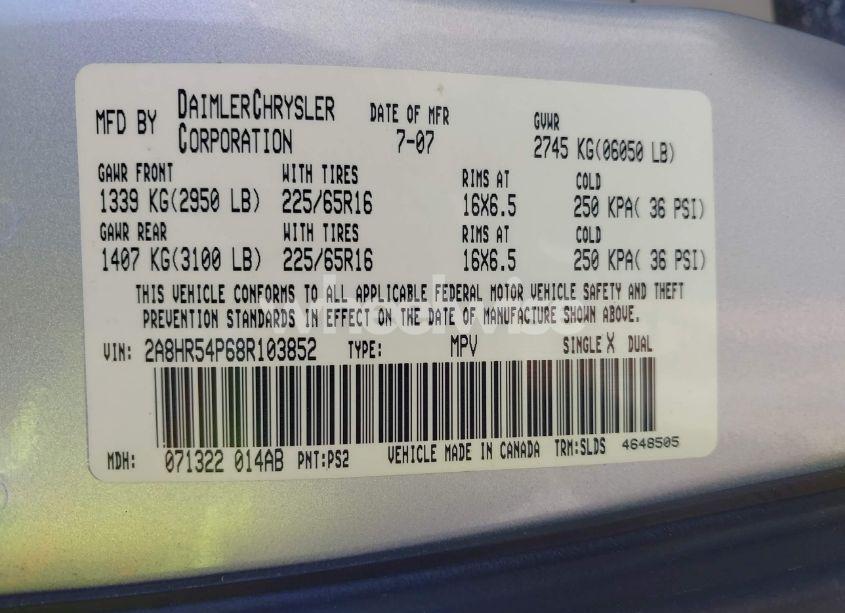 MFD BY DAIMLERCHRYSLER CORPORATION DATE OF MFR 7-07 GVWR 2745 KG(06050 LB)
GAWR FRONT WITH TIRES RIMS AT COLD
1339 KG(2950 LB) 225/65R16 16X6.5 250 KPA( 36 PSI)
GAWR REAR WITH TIRES RIMS AT COLD
1407 KG(3100 LB) 225/65R16 16X6.5 250 KPA( 36 PSI)
THIS VEHICLE CONFORMS TO ALL APPLICABLE FEDERAL MOTOR VEHICLE SAFETY AND THEFT
PREVENTION STANDARDS IN EFFECT ON THE DATE OF MANUFACTURE SHOWN ABOVE.
VIN: 2A8HR54P68R103852 TYPE: MPV SINGLE X DUAL
MDH: 071322 014AB PNT:PS2 VEHICLE MADE IN CANADA TRM:SLDS 4648505